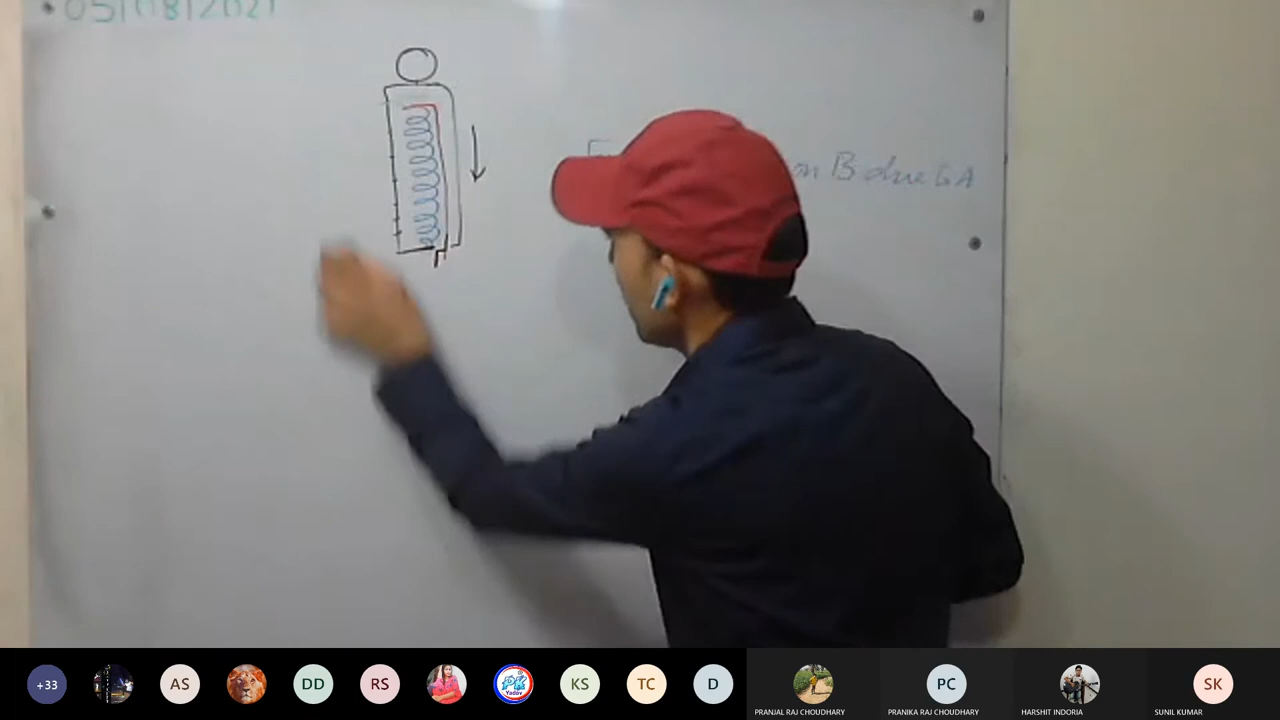 05/08/2021
on B due to A
+33
AS
DD
RS
Yadav
KS
TC
D
PC
SK
PRANJAL RAJ CHOUDHARY
PRANIKA RAJ CHOUDHARY
HARSHIT INDORIA
SUNIL KUMAR